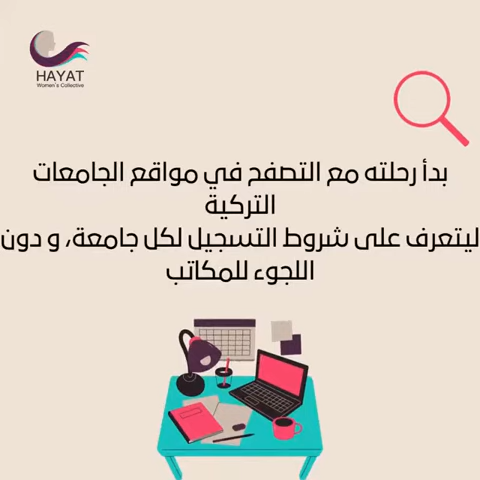 HAYAT
Women's Collective
بدأ رحلته مع التصفح في مواقع الجامعات
التركية
ليتعرف على شروط التسجيل لكل جامعة، و دون
اللجوء للمكاتب